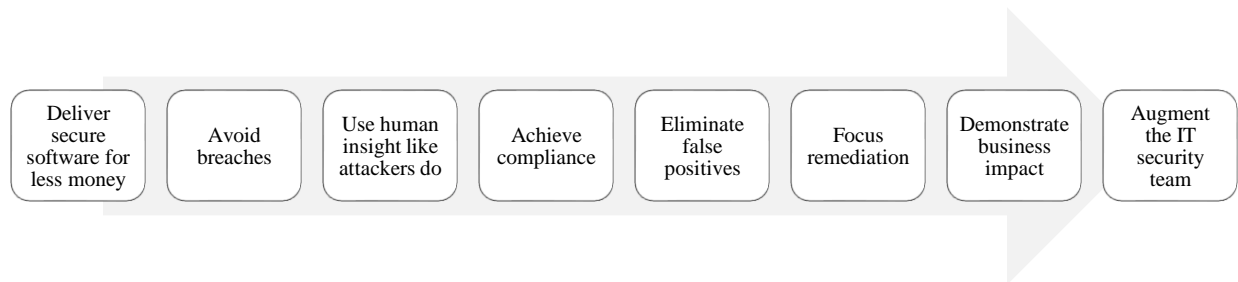 Deliver
secure
software for
less money
Avoid
breaches
Use human
insight like
attackers do
Achieve
compliance
Eliminate
false
positives
Focus
remediation
Demonstrate
business
impact
Augment
the IT
security
team